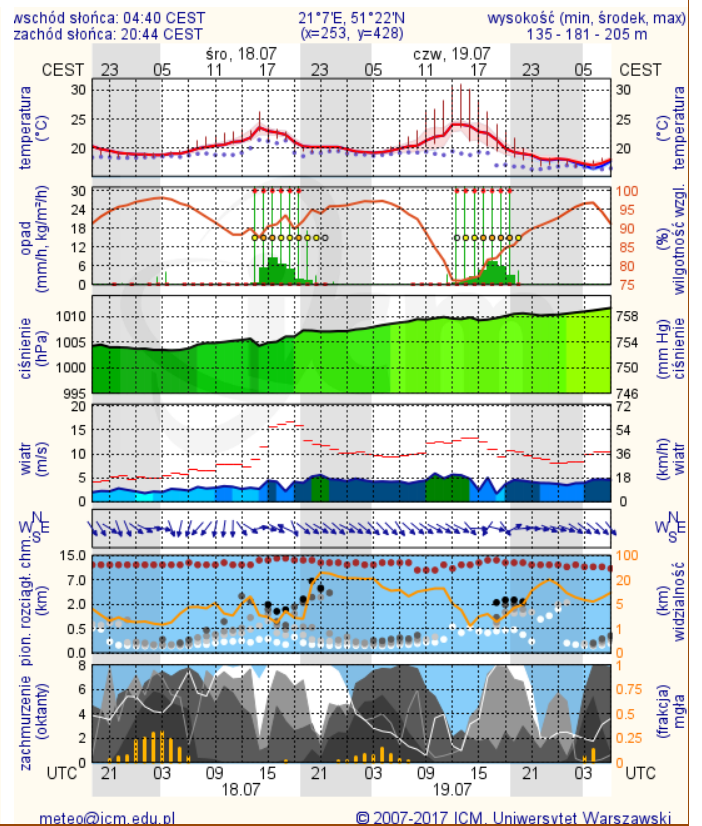 wschód słońca: 04:40 CEST 21°7'E, 51°22'N wysokość (min, środek, max)
zachód słońca: 20:44 CEST (x=253, y=428) 135 - 181 - 205 m
śro, 18.07 czw, 19.07
CEST 23 05 11 17 23 05 11 17 23 05 CEST
temperatura (°C) 30 25 20 30 25 20 (°C) temperatura
opad (mm/h, kg/m²/h) 30 24 18 12 6 0 100 95 90 85 80 75 (%) wilgotność wzgl.
ciśnienie (hPa) 1010 1005 1000 995 758 754 750 746 (mm Hg) ciśnienie
wiatr (m/s) 20 15 10 5 0 72 54 36 18 0 (km/h) wiatr
N W E S N W E S
pion. rozciągł. chm. (km) 15.0 7.0 2.0 0.5 0.0 100 20 5 1 0 (km) widzialność
zachmurzenie (oktanty) 8 6 4 2 0 1 0.75 0.5 0.25 0 (frakcja) mgła
UTC 21 03 09 15 21 03 09 15 21 03 UTC
18.07 19.07
meteo@icm.edu.pl © 2007-2017 ICM, Uniwersytet Warszawski